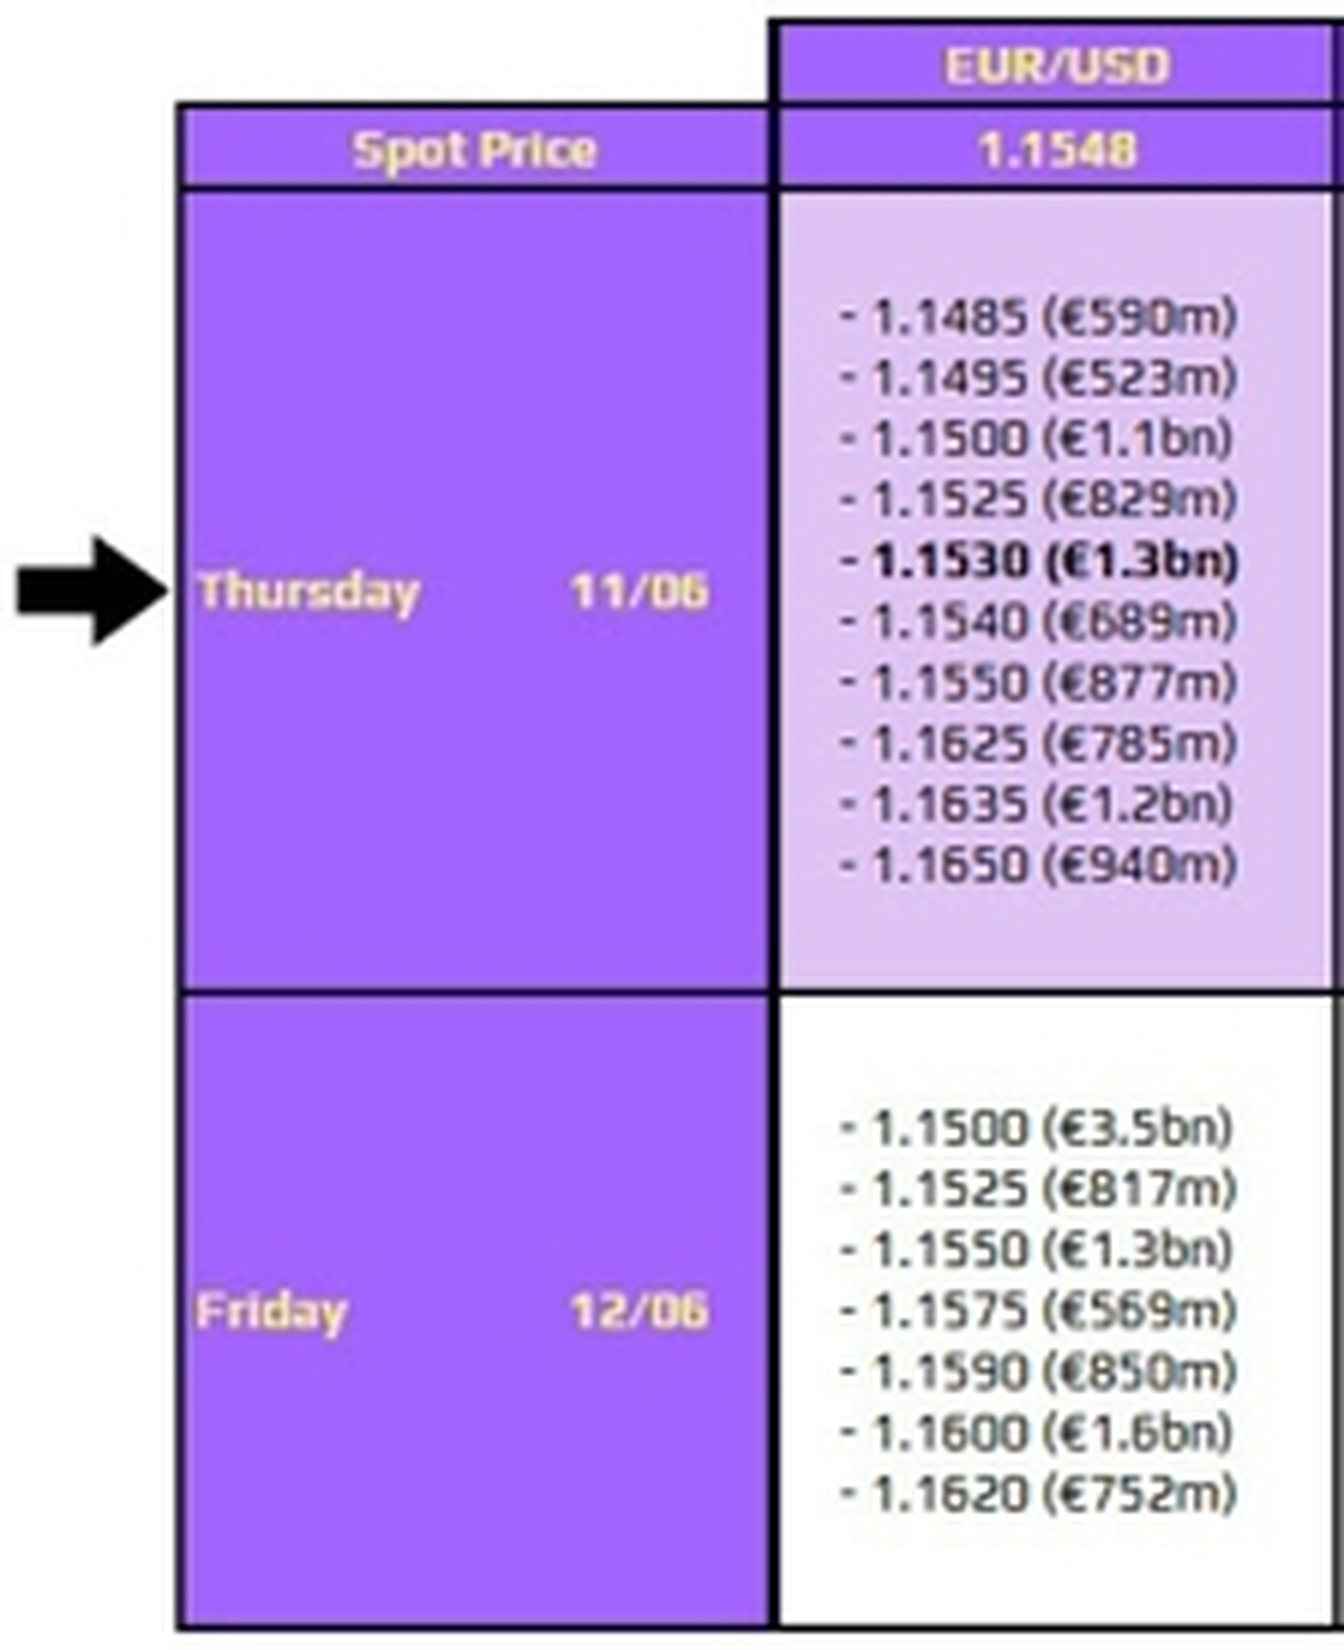 EUR/USD
Spot Price 1.1548
Thursday 11/06
- 1.1485 (€590m)
- 1.1495 (€523m)
- 1.1500 (€1.1bn)
- 1.1525 (€829m)
- 1.1530 (€1.3bn)
- 1.1540 (€689m)
- 1.1550 (€877m)
- 1.1625 (€785m)
- 1.1635 (€1.2bn)
- 1.1650 (€940m)
Friday 12/06
- 1.1500 (€3.5bn)
- 1.1525 (€817m)
- 1.1550 (€1.3bn)
- 1.1575 (€569m)
- 1.1590 (€850m)
- 1.1600 (€1.6bn)
- 1.1620 (€752m)